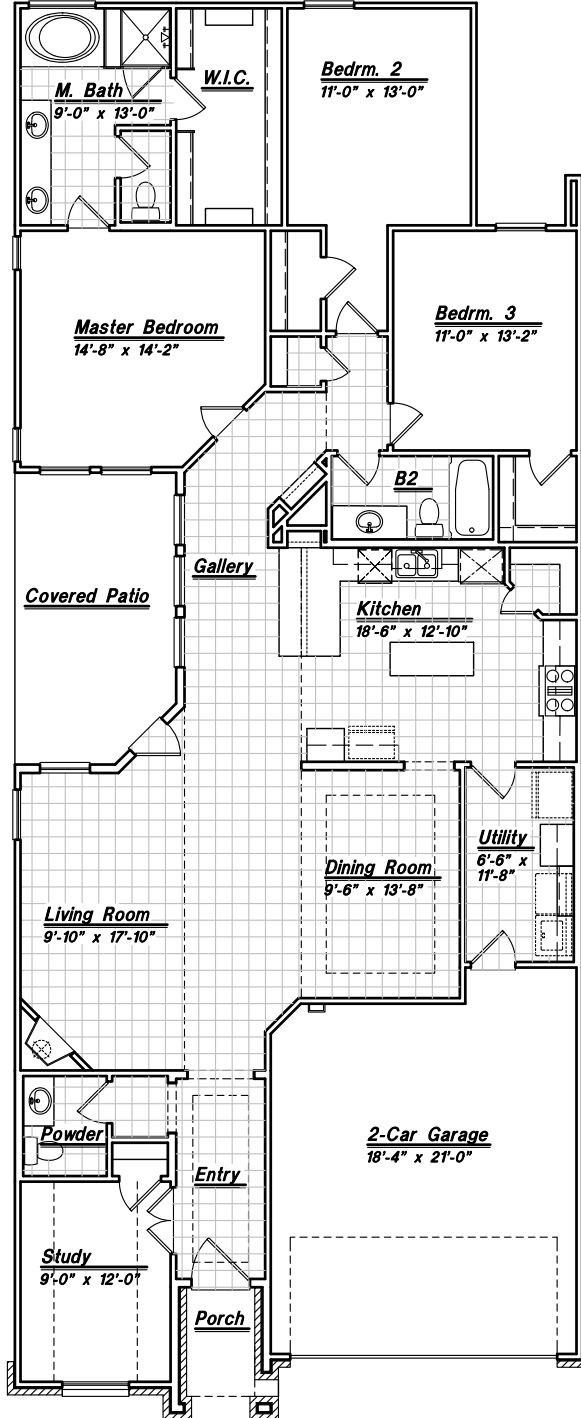 M. Bath
9'-0" x 13'-0"
W.I.C.
Bedrm. 2
11'-0" x 13'-0"
Master Bedroom
14'-8" x 14'-2"
Bedrm. 3
11'-0" x 13'-2"
B2
Gallery
Covered Patio
Kitchen
18'-6" x 12'-10"
Utility
6'-6" x
11'-8"
Dining Room
9'-6" x 13'-8"
Living Room
9'-10" x 17'-10"
Powder
2-Car Garage
18'-4" x 21'-0"
Entry
Study
9'-0" x 12'-0"
Porch